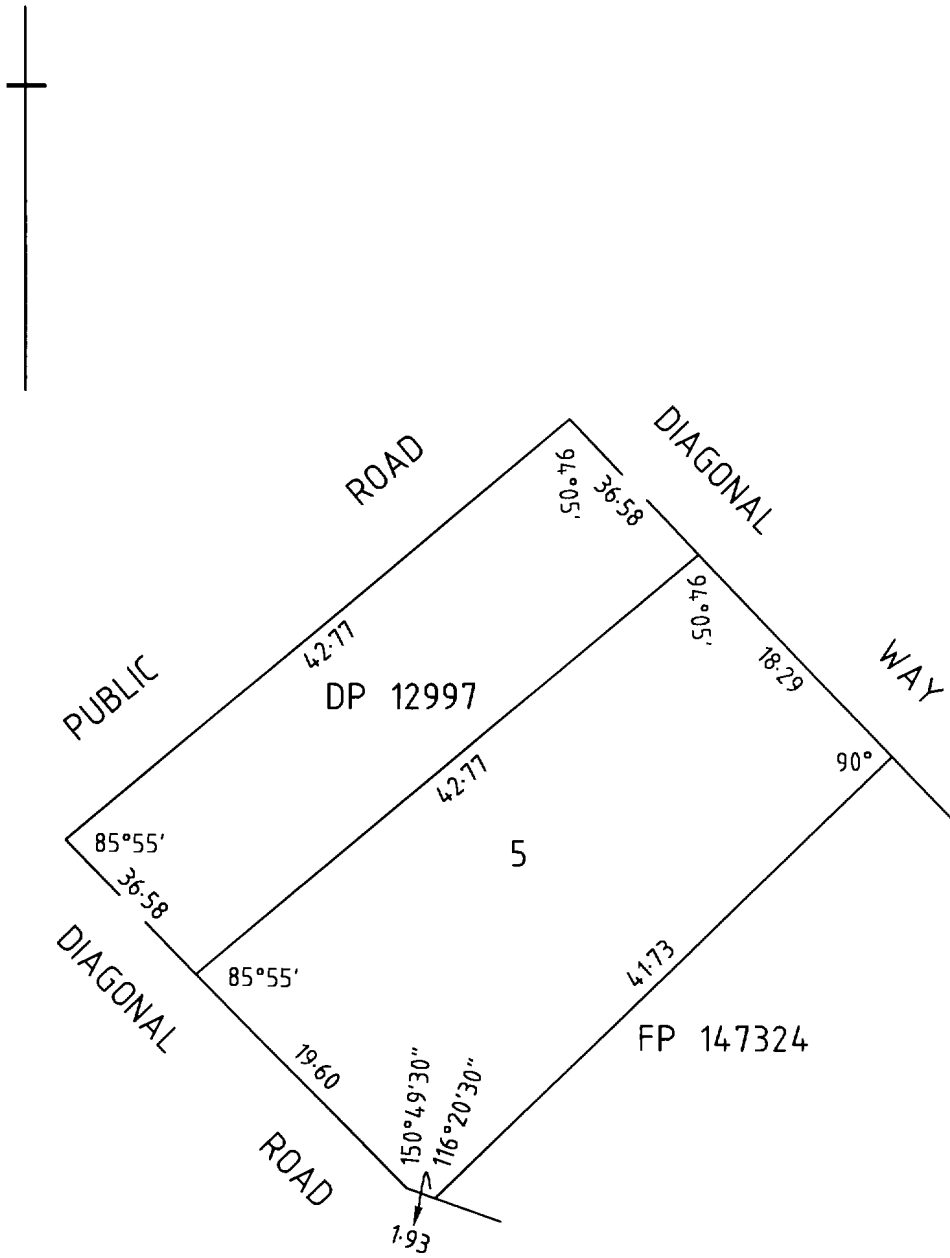 DIAGONAL
ROAD
94°05'
36·58
94°05'
42·77
18·29
WAY
PUBLIC
DP 12997
42·77
90°
85°55'
5
36·58
DIAGONAL
85°55'
41·73
19·60
FP 147324
150°49'30"
116°20'30"
ROAD
1·93